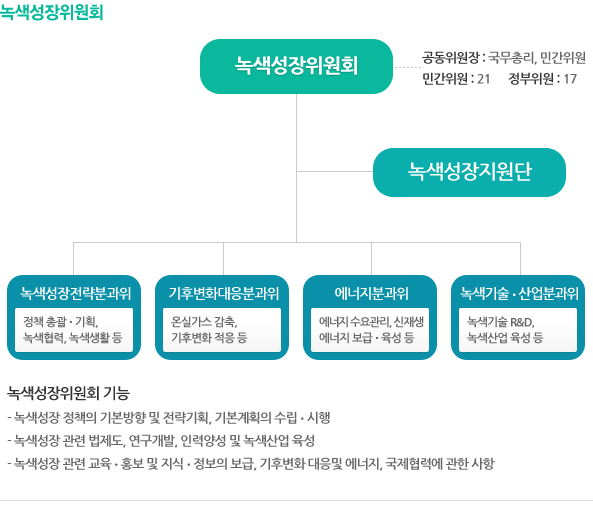 녹색성장위원회
녹색성장위원회
공동위원장 : 국무총리, 민간위원
민간위원 : 21 정부위원 : 17
녹색성장지원단
녹색성장전략분과위
정책 총괄·기획,
녹색협력, 녹색생활 등
기후변화대응분과위
온실가스 감축,
기후변화 적응 등
에너지분과위
에너지 수요관리, 신재생
에너지 보급·육성 등
녹색기술·산업분과위
녹색기술 R&D,
녹색산업 육성 등
녹색성장위원회 기능
- 녹색성장 정책의 기본방향 및 전략기획, 기본계획의 수립·시행
- 녹색성장 관련 법제도, 연구개발, 인력양성 및 녹색산업 육성
- 녹색성장 관련 교육·홍보 및 지식·정보의 보급, 기후변화 대응및 에너지, 국제협력에 관한 사항